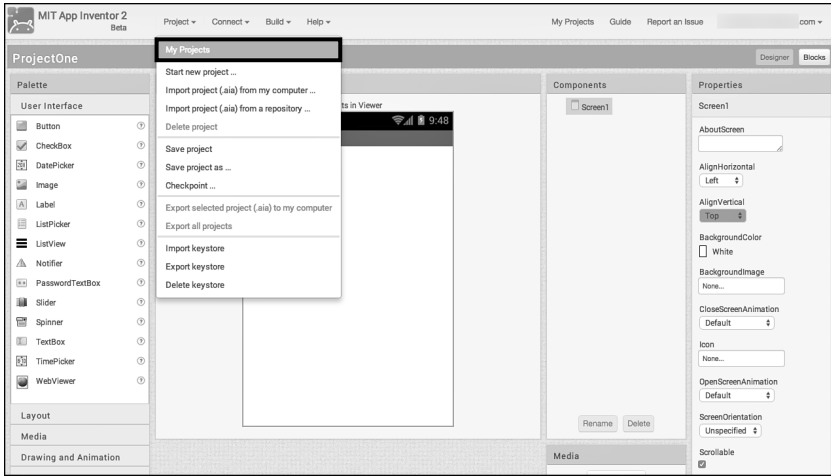 MIT App Inventor 2
Beta
Project Connect Build Help
My Projects Guide Report an Issue
com
ProjectOne
Designer Blocks
Palette
User Interface
Button
CheckBox
DatePicker
Image
Label
ListPicker
ListView
Notifier
PasswordTextBox
Slider
Spinner
TextBox
TimePicker
WebViewer
Layout
Media
Drawing and Animation
My Projects
Start new project ...
Import project (.aia) from my computer ...
Import project (.aia) from a repository ...
Delete project
Save project
Save project as ...
Checkpoint ...
Export selected project (.aia) to my computer
Export all projects
Import keystore
Export keystore
Delete keystore
ts in Viewer
9:48
Components
Screen1
Rename Delete
Media
Properties
Screen1
AboutScreen
AlignHorizontal
Left
AlignVertical
Top
BackgroundColor
White
BackgroundImage
None...
CloseScreenAnimation
Default
Icon
None...
OpenScreenAnimation
Default
ScreenOrientation
Unspecified
Scrollable